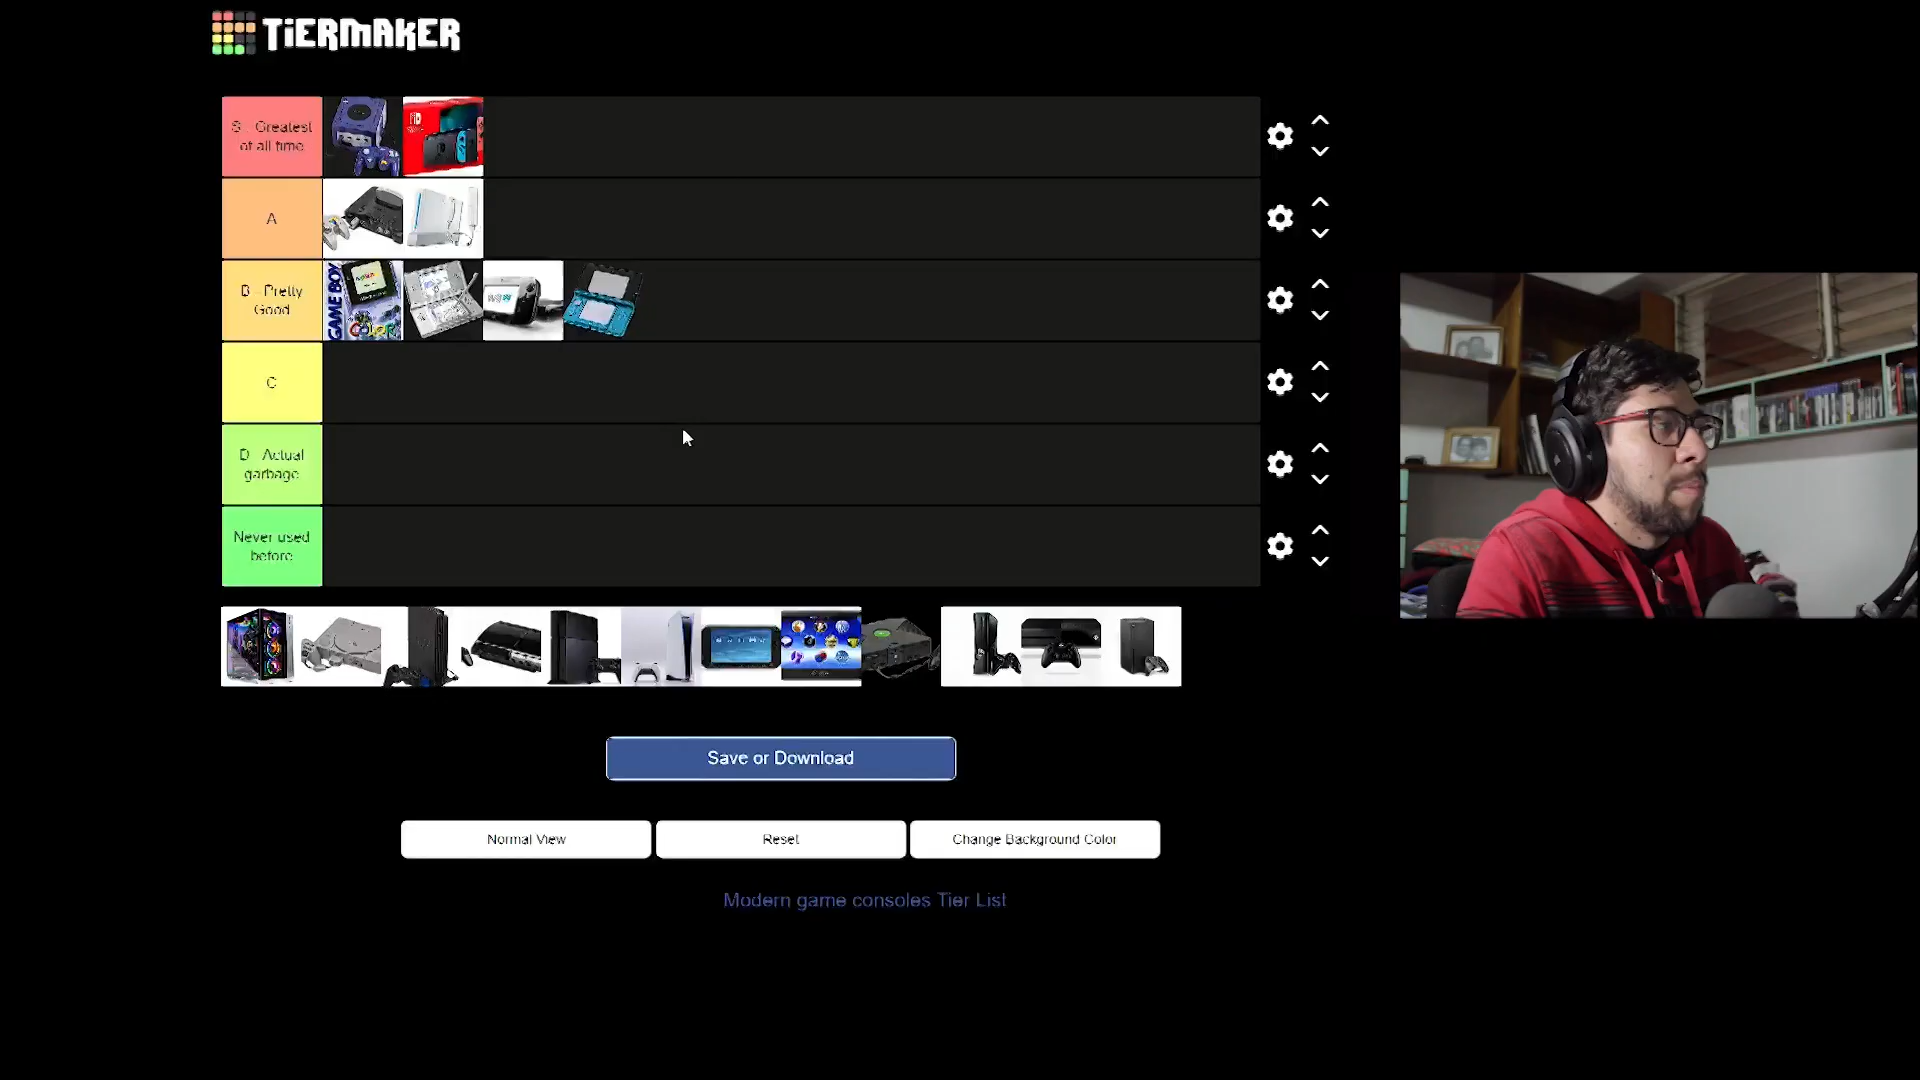 TiERMAKER
S - Greatest
of all time
A
B - Pretty
Good
GAME BOY
COLOR
C
D - Actual
garbage
Never used
before
Save or Download
Normal View
Reset
Change Background Color
Modern game consoles Tier List